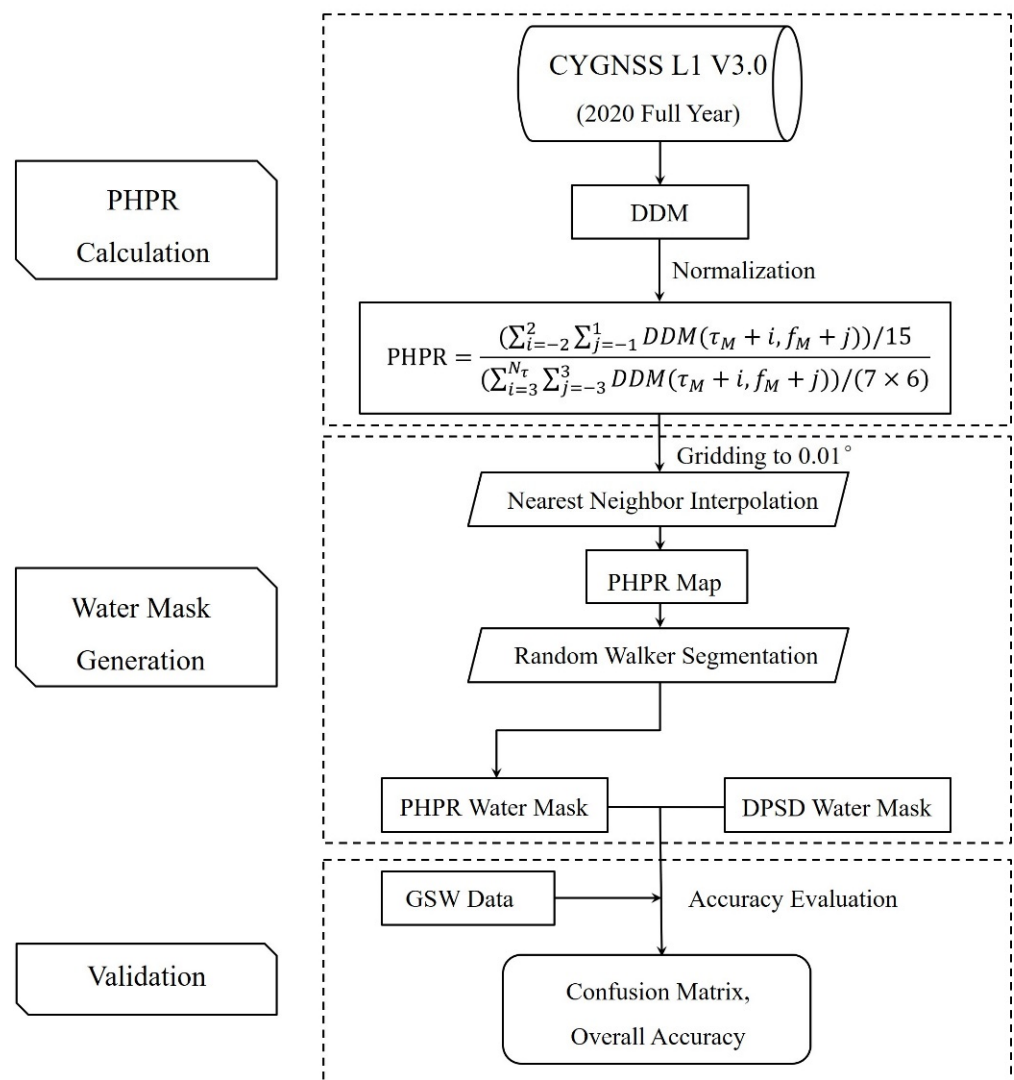 CYGNSS L1 V3.0
(2020 Full Year)
PHPR
Calculation
DDM
Normalization
PHPR = (∑_{i=-2}^{2} ∑_{j=-1}^{1} DDM(τ_M + i, f_M + j))/15 / (∑_{i=3}^{N_τ} ∑_{j=-3}^{3} DDM(τ_M + i, f_M + j))/(7 × 6)
Gridding to 0.01°
Nearest Neighbor Interpolation
PHPR Map
Water Mask
Generation
Random Walker Segmentation
PHPR Water Mask
DPSD Water Mask
GSW Data
Accuracy Evaluation
Validation
Confusion Matrix,
Overall Accuracy